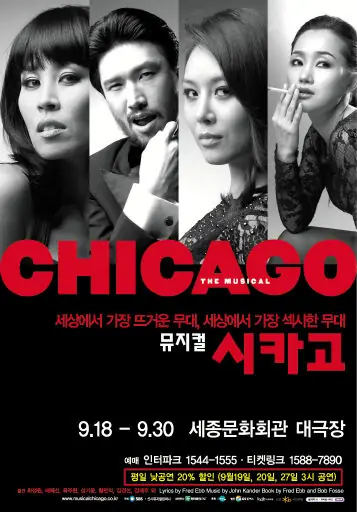 CHICAGO
THE MUSICAL
세상에서 가장 뜨거운 무대, 세상에서 가장 섹시한 무대
뮤지컬 시카고
9.18 – 9.30 세종문화회관 대극장
예매 인터파크 1544–1555 · 티켓링크 1588–7890
평일 낮공연 20% 할인 (9월19일, 20일, 27일 3시 공연)
Lyrics by Fred Ebb Music by John Kander Book by Fred Ebb and Bob Fosse
www.musicalchicago.co.kr
SBS